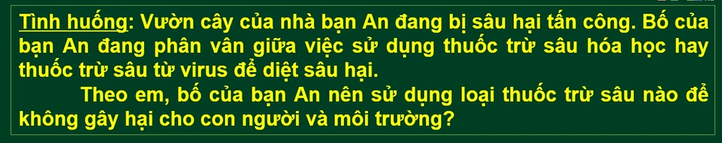 Tình huống: Vườn cây của nhà bạn An đang bị sâu hại tấn công. Bố của
bạn An đang phân vân giữa việc sử dụng thuốc trừ sâu hóa học hay
thuốc trừ sâu từ virus để diệt sâu hại.
Theo em, bố của bạn An nên sử dụng loại thuốc trừ sâu nào để
không gây hại cho con người và môi trường?